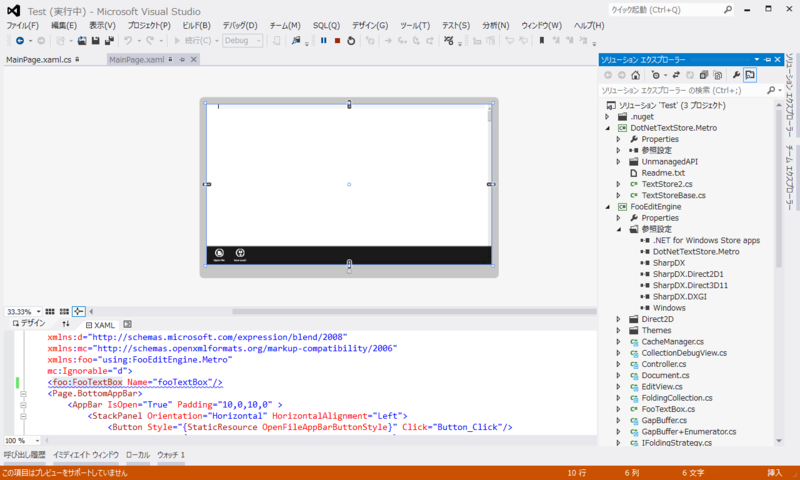 Test (実行中) - Microsoft Visual Studio
クイック起動 (Ctrl+Q)
ファイル(F) 編集(E) 表示(V) プロジェクト(P) ビルド(B) デバッグ(D) チーム(M) SQL(Q) デザイン(G) ツール(T) テスト(S) 分析(N) ウィンドウ(W) ヘルプ(H)
続行(C) Debug
MainPage.xaml.cs MainPage.xaml
33.33%
デザイン XAML
xmlns:d="http://schemas.microsoft.com/expression/blend/2008"
xmlns:mc="http://schemas.openxmlformats.org/markup-compatibility/2006"
xmlns:foo="using:FooEditEngine.Metro"
mc:Ignorable="d">
<foo:FooTextBox Name="fooTextBox"/>
<Page.BottomAppBar>
<AppBar IsOpen="True" Padding="10,0,10,0" >
<StackPanel Orientation="Horizontal" HorizontalAlignment="Left">
<Button Style="{StaticResource OpenFileAppBarButtonStyle}" Click="Button_Click"/>
100 %
呼び出し履歴 イミディエイト ウィンドウ ローカル ウォッチ 1
この項目はプレビューをサポートしていません 10 行 6 列 6 文字 挿入
ソリューション エクスプローラー
ソリューション エクスプローラー の検索 (Ctrl+;)
ソリューション 'Test' (3 プロジェクト)
.nuget
DotNetTextStore.Metro
Properties
参照設定
UnmanagedAPI
Readme.txt
TextStore2.cs
TextStoreBase.cs
FooEditEngine
Properties
参照設定
.NET for Windows Store apps
DotNetTextStore.Metro
SharpDX
SharpDX.Direct2D1
SharpDX.Direct3D11
SharpDX.DXGI
Windows
Direct2D
Themes
CacheManager.cs
CollectionDebugView.cs
Controller.cs
Document.cs
EditView.cs
FoldingCollection.cs
FooTextBox.cs
GapBuffer.cs
GapBuffer+Enumerator.cs
IFoldingStrategy.cs
ソリューション エクスプローラー
チーム エクスプローラー